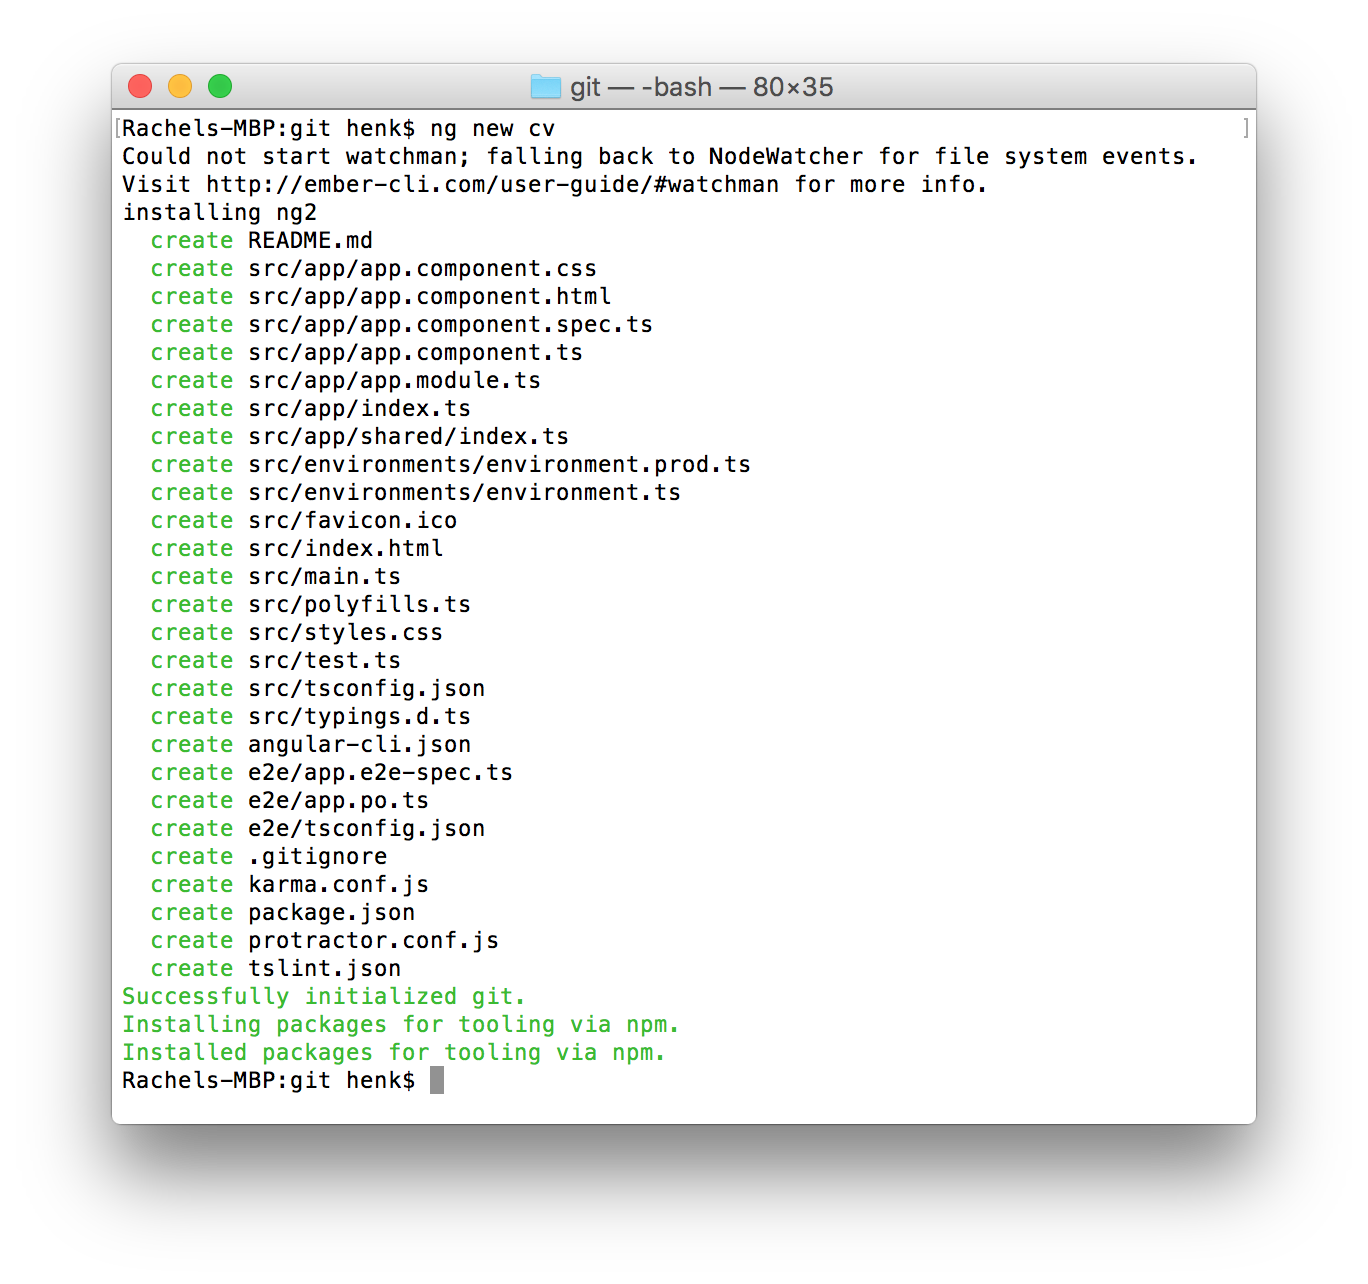 git — -bash — 80×35
[Rachels-MBP:git henk$ ng new cv ]
Could not start watchman; falling back to NodeWatcher for file system events.
Visit http://ember-cli.com/user-guide/#watchman for more info.
installing ng2
  create README.md
  create src/app/app.component.css
  create src/app/app.component.html
  create src/app/app.component.spec.ts
  create src/app/app.component.ts
  create src/app/app.module.ts
  create src/app/index.ts
  create src/app/shared/index.ts
  create src/environments/environment.prod.ts
  create src/environments/environment.ts
  create src/favicon.ico
  create src/index.html
  create src/main.ts
  create src/polyfills.ts
  create src/styles.css
  create src/test.ts
  create src/tsconfig.json
  create src/typings.d.ts
  create angular-cli.json
  create e2e/app.e2e-spec.ts
  create e2e/app.po.ts
  create e2e/tsconfig.json
  create .gitignore
  create karma.conf.js
  create package.json
  create protractor.conf.js
  create tslint.json
Successfully initialized git.
Installing packages for tooling via npm.
Installed packages for tooling via npm.
Rachels-MBP:git henk$